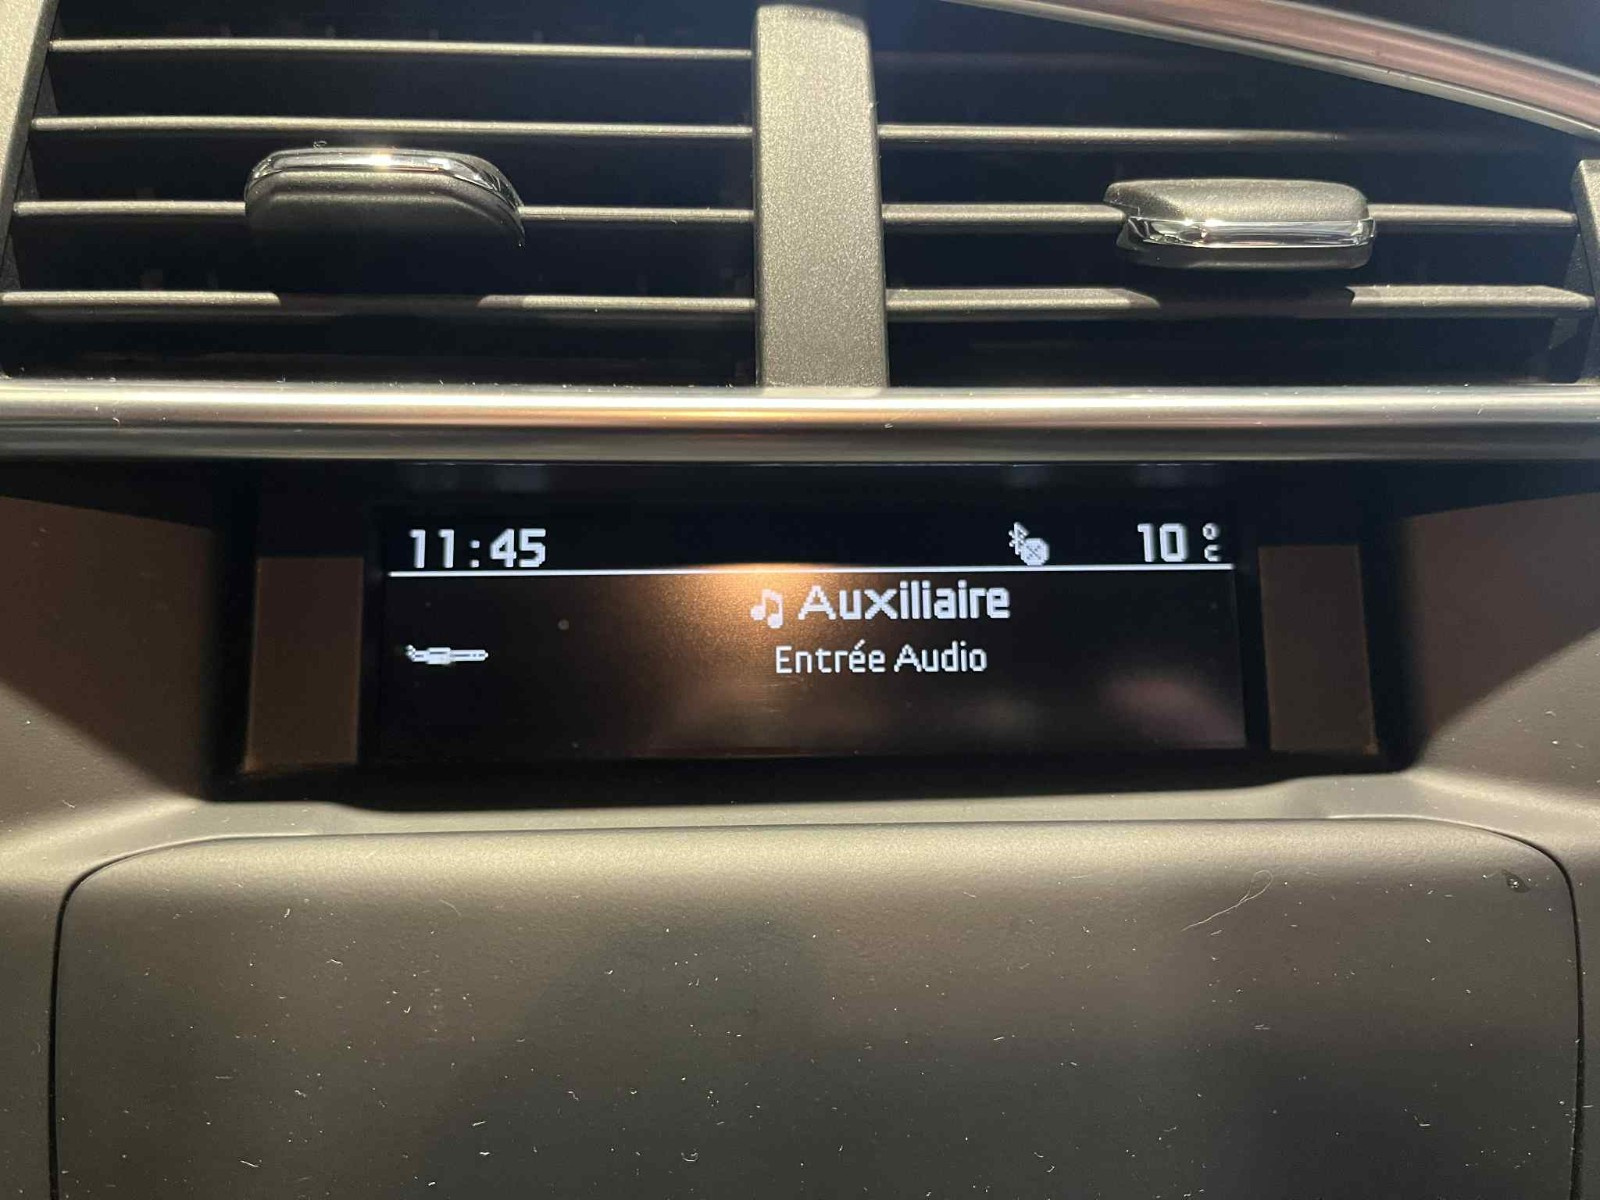 11:45 10 °C
Auxiliaire
Entrée Audio